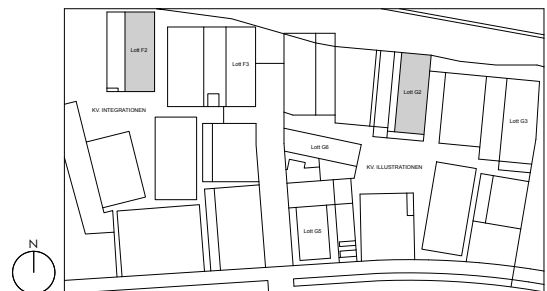 Lott F2
Lott F3
Lott G2
KV. INTEGRATIONEN
Lott G3
Lott G6
KV. ILLUSTRATIONEN
Lott G5
N